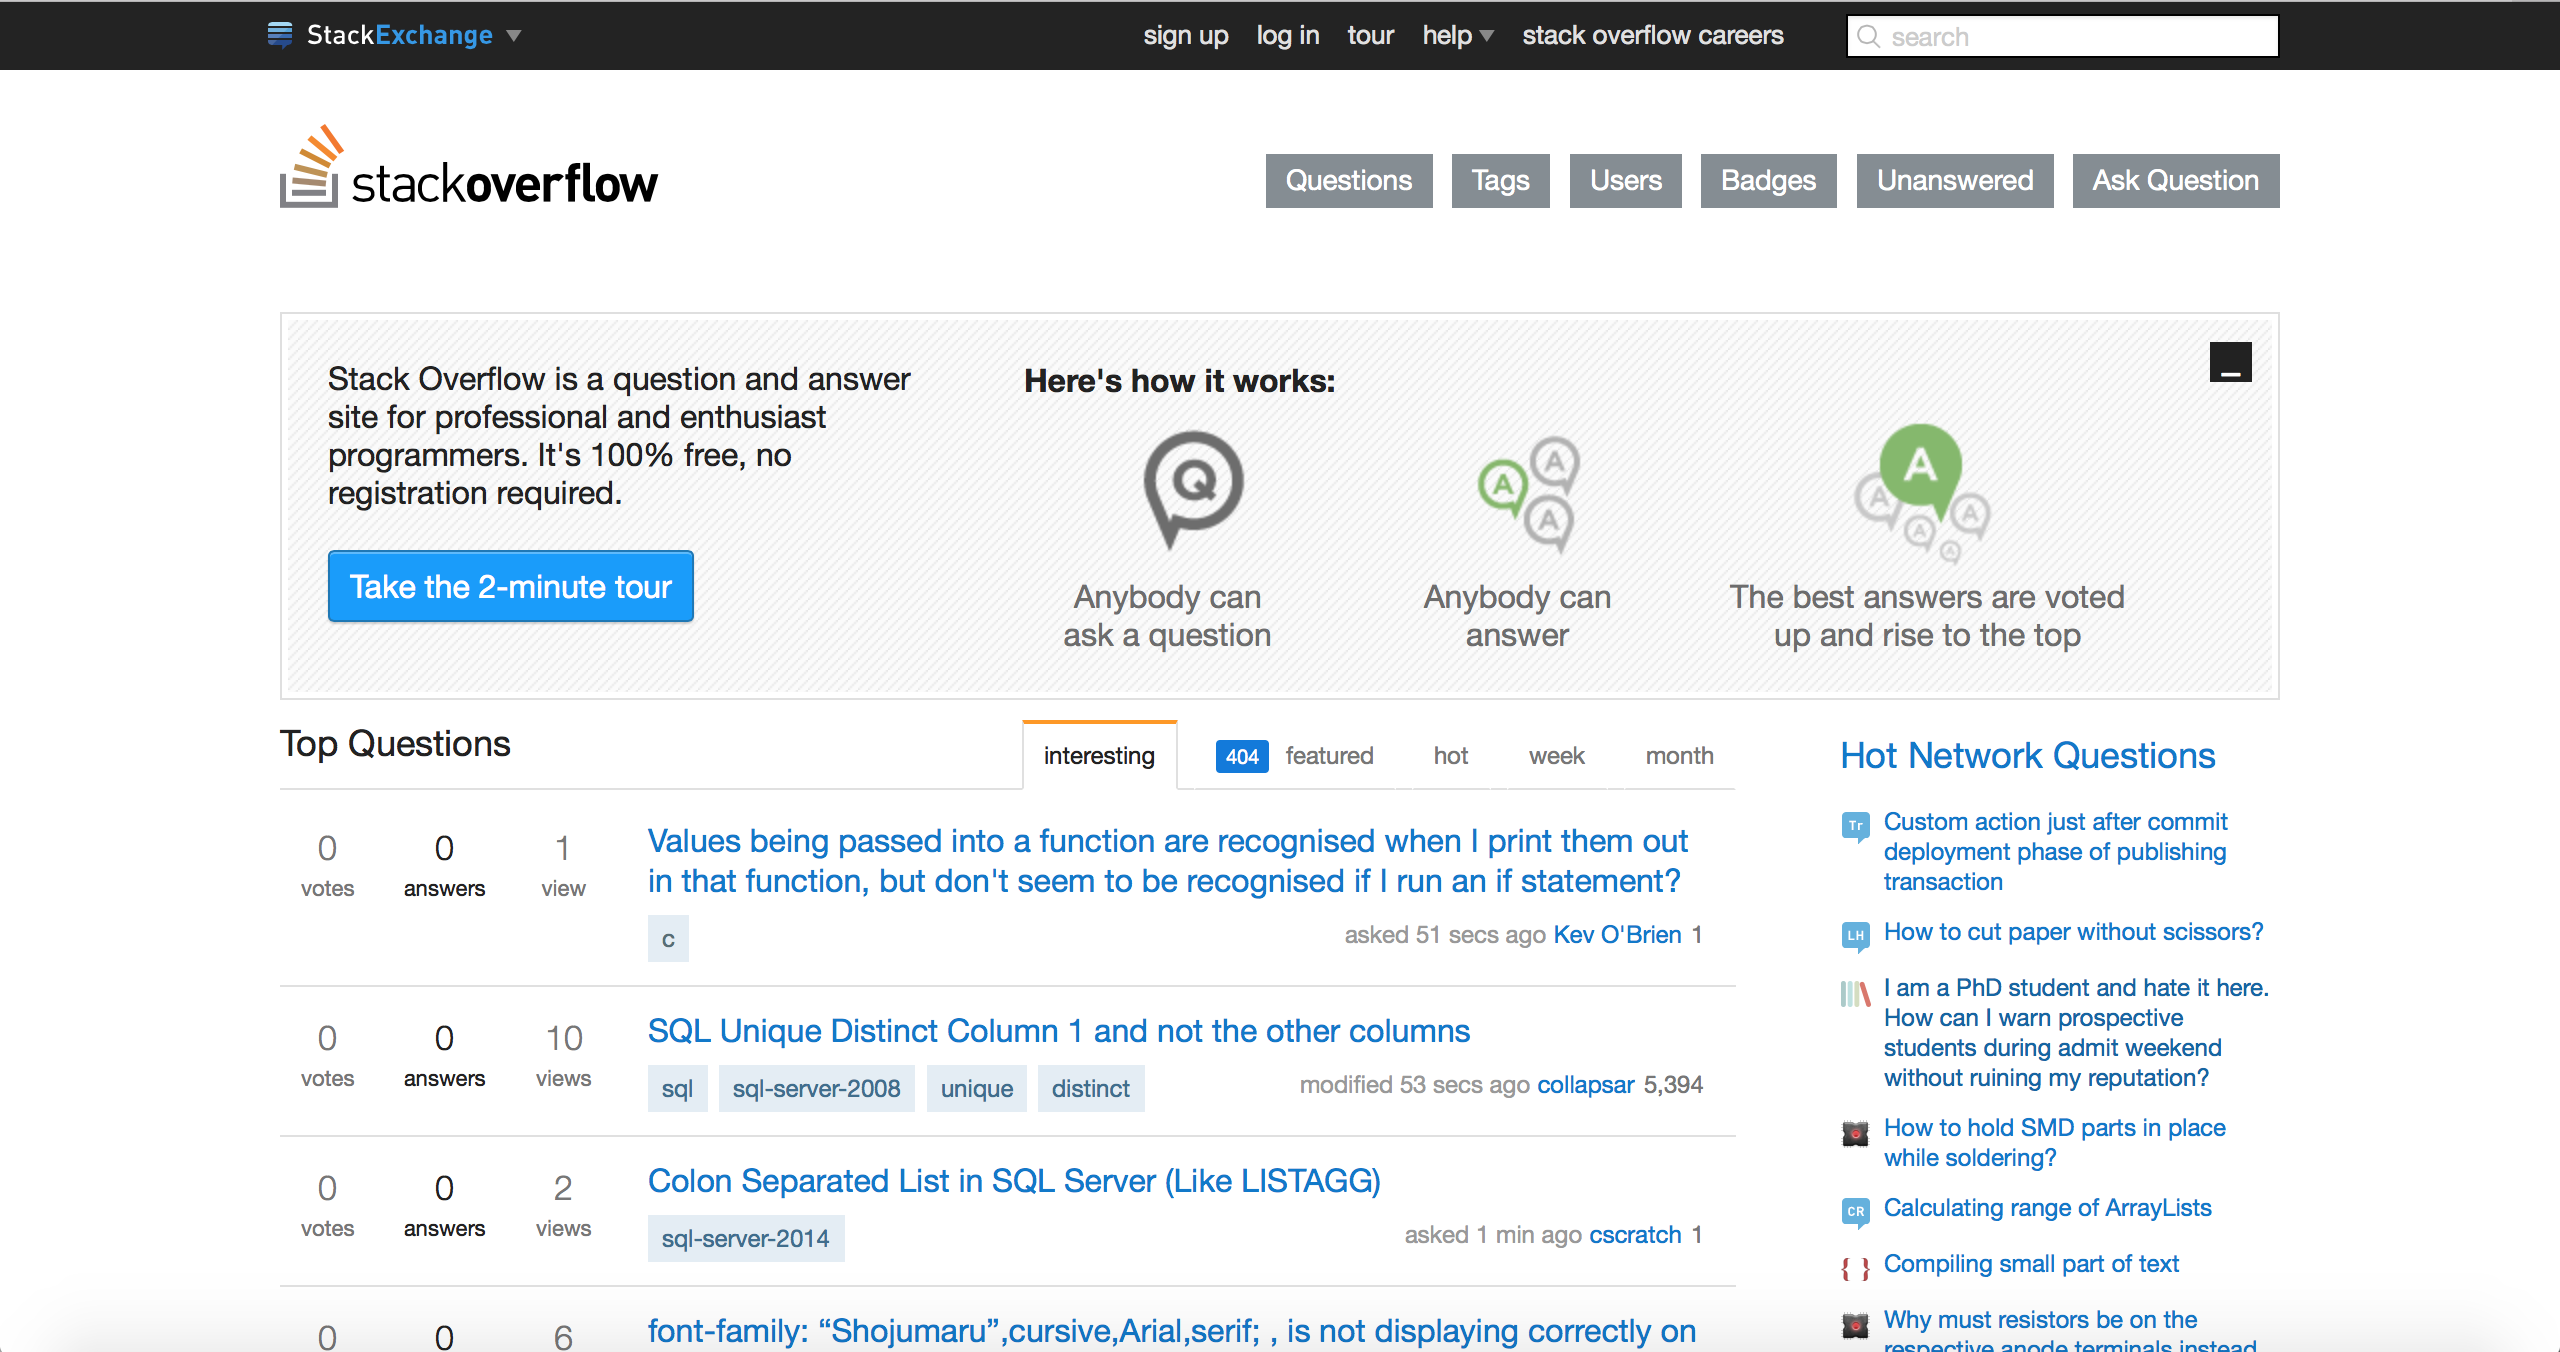 StackExchange
sign up log in tour help stack overflow careers search
stackoverflow
Questions Tags Users Badges Unanswered Ask Question
Stack Overflow is a question and answer
site for professional and enthusiast
programmers. It's 100% free, no
registration required.
Take the 2-minute tour
Here's how it works:
Q
A A A
A A A A A
Anybody can
ask a question
Anybody can
answer
The best answers are voted
up and rise to the top
Top Questions
interesting 404 featured hot week month
0 votes 0 answers 1 view
Values being passed into a function are recognised when I print them out
in that function, but don't seem to be recognised if I run an if statement?
c
asked 51 secs ago Kev O'Brien 1
0 votes 0 answers 10 views
SQL Unique Distinct Column 1 and not the other columns
sql sql-server-2008 unique distinct
modified 53 secs ago collapsar 5,394
0 votes 0 answers 2 views
Colon Separated List in SQL Server (Like LISTAGG)
sql-server-2014
asked 1 min ago cscratch 1
0 0 6
font-family: “Shojumaru”,cursive,Arial,serif; , is not displaying correctly on
Hot Network Questions
Tr Custom action just after commit
deployment phase of publishing
transaction
LH How to cut paper without scissors?
I am a PhD student and hate it here.
How can I warn prospective
students during admit weekend
without ruining my reputation?
How to hold SMD parts in place
while soldering?
CR Calculating range of ArrayLists
{ } Compiling small part of text
Why must resistors be on the
respective anode terminals instead